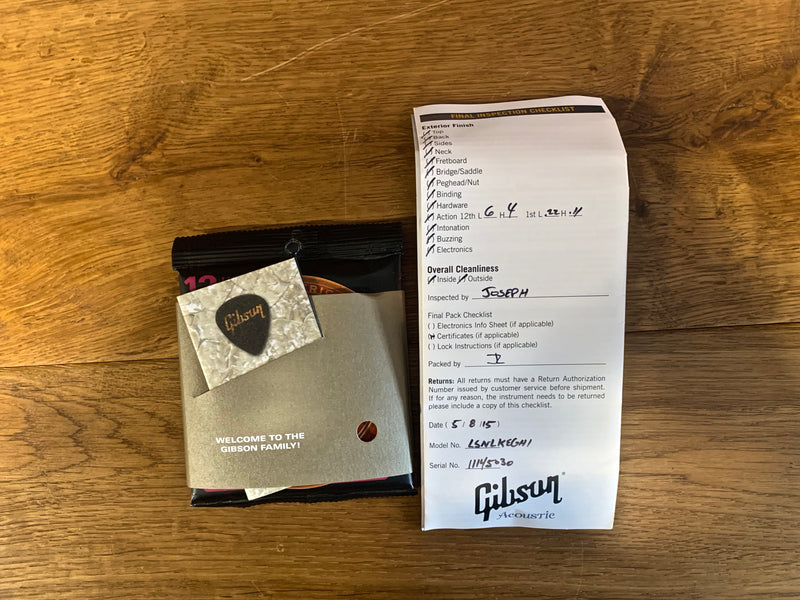 12
Gibson
WELCOME TO THE
GIBSON FAMILY!
FINAL INSPECTION CHECKLIST
Exterior Finish
Top
Back
Sides
Neck
Fretboard
Bridge/Saddle
Peghead/Nut
Binding
Hardware
Action 12th L 6 H 4 1st L .22 H .11
Intonation
Buzzing
Electronics
Overall Cleanliness
Inside Outside
Inspected by JOSEPH
Final Pack Checklist
( ) Electronics Info Sheet (if applicable)
( ) Certificates (if applicable)
( ) Lock Instructions (if applicable)
Packed by
Returns: All returns must have a Return Authorization
Number issued by customer service before shipment.
If for any reason, the instrument needs to be returned
please include a copy of this checklist.
Date ( 5 / 8 /15 )
Model No. LSNLKEGH1
Serial No. 11145030
Gibson
Acoustic